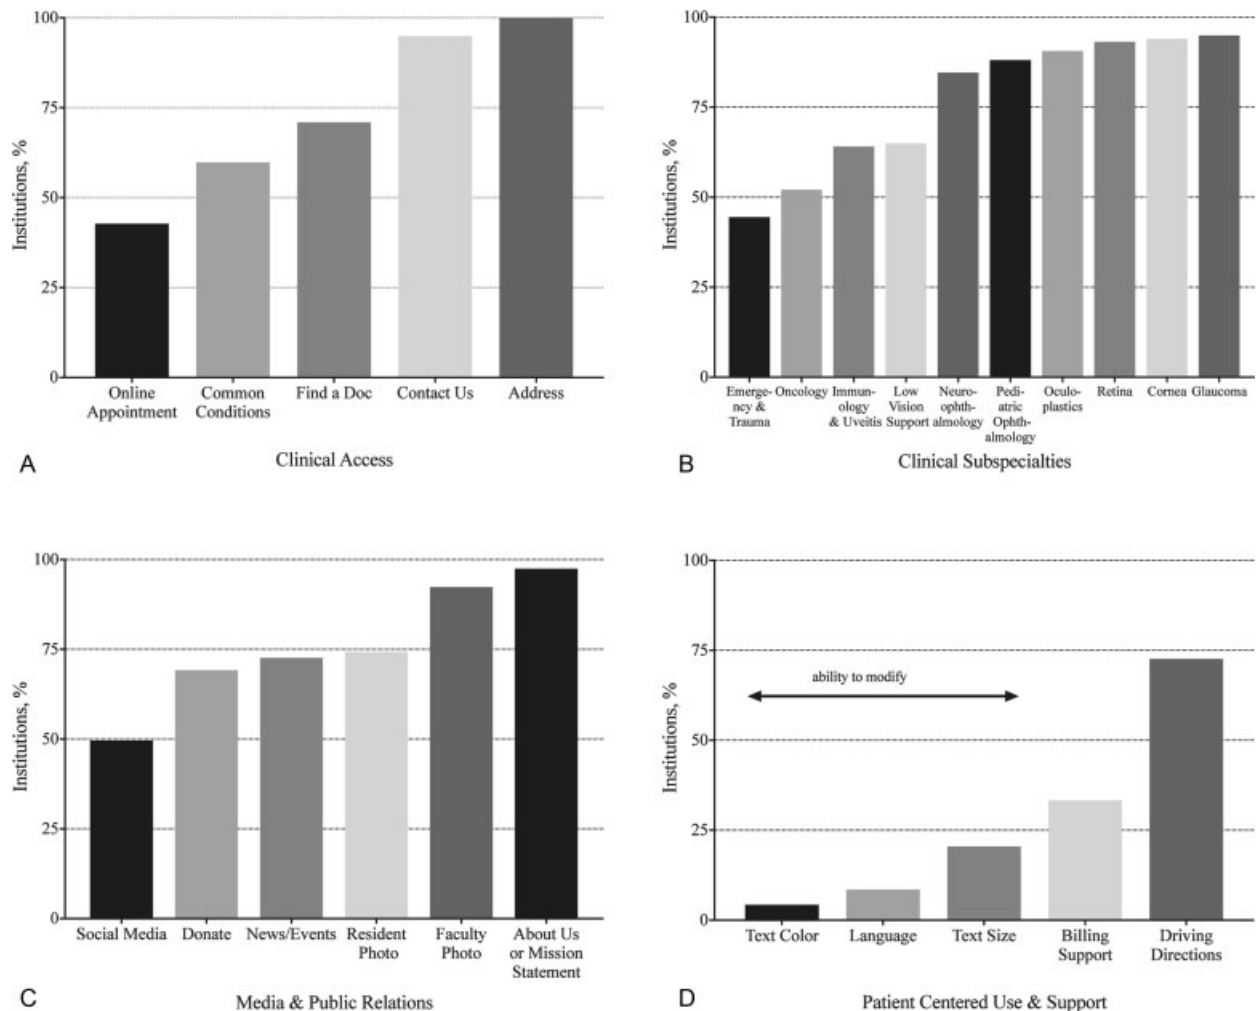 100
75
50
25
0
Institutions, %
Online
Appointment
Common
Conditions
Find a Doc
Contact Us
Address
A
Clinical Access
100
75
50
25
0
Institutions, %
Emerge-
ncy &
Trauma
Oncology
Immun-
ology
& Uveitis
Low
Vision
Support
Neuro-
ophth-
almology
Pedi-
atric
Ophth-
almology
Oculo-
plastics
Retina
Cornea
Glaucoma
B
Clinical Subspecialties
100
75
50
25
0
Institutions, %
Social Media
Donate
News/Events
Resident
Photo
Faculty
Photo
About Us
or Mission
Statement
C
Media & Public Relations
100
75
50
25
0
Institutions, %
ability to modify
Text Color
Language
Text Size
Billing
Support
Driving
Directions
D
Patient Centered Use & Support